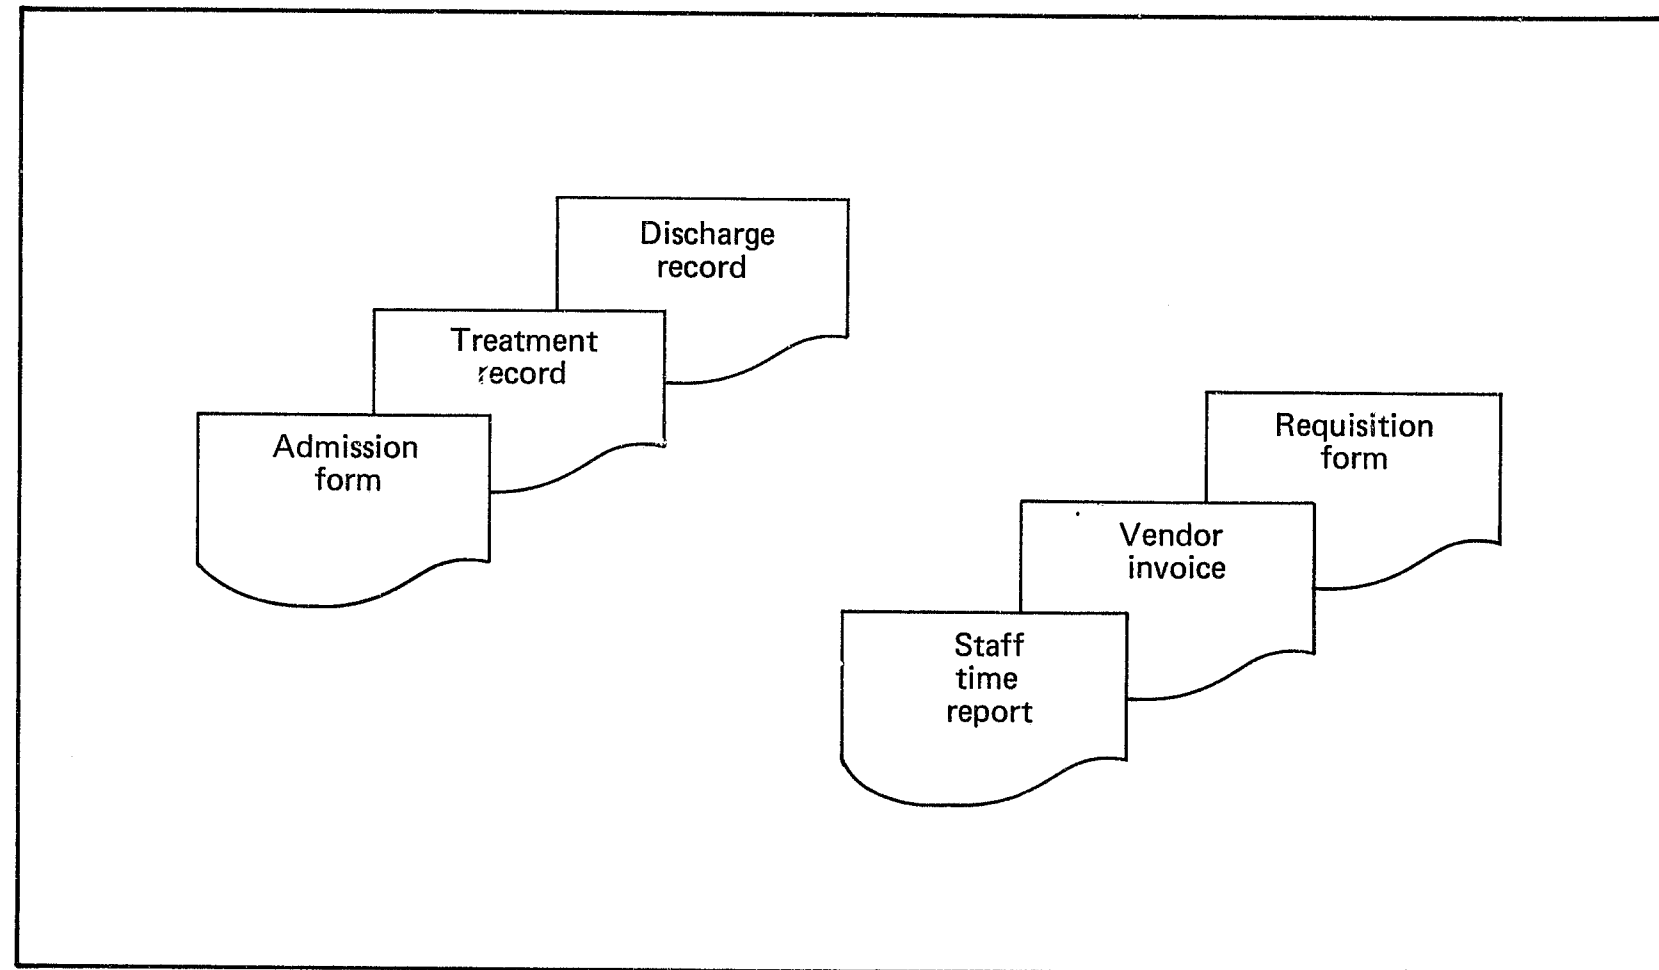 Discharge
record
Treatment
record
Admission
form
Requisition
form
Vendor
invoice
Staff
time
report